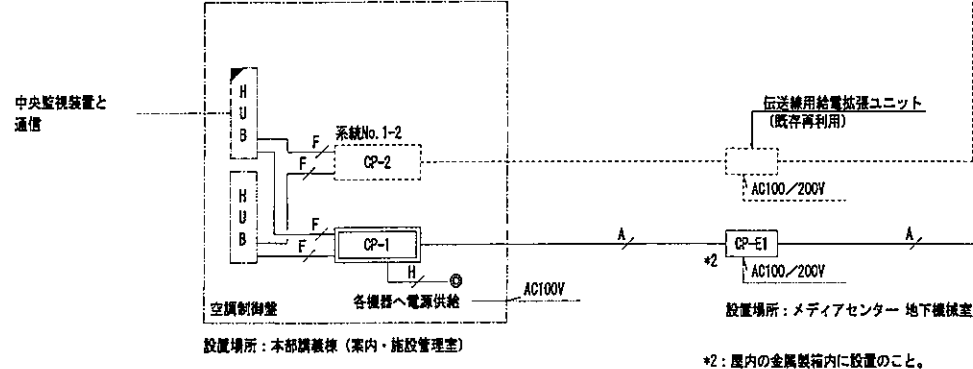 中央監視装置と
通信
HUB
系統No.1-2
F
F
CP-2
伝送線用給電拡張ユニット
(既存再利用)
AC100/200V
HUB
F
F
CP-1
A
CP-E1
A
*2
AC100/200V
H
各機器へ電源供給
AC100V
空調制御盤
設置場所:メディアセンター 地下機械室
設置場所:本部講義棟(案内・施設管理室)
*2:屋内の金属製箱内に設置のこと。